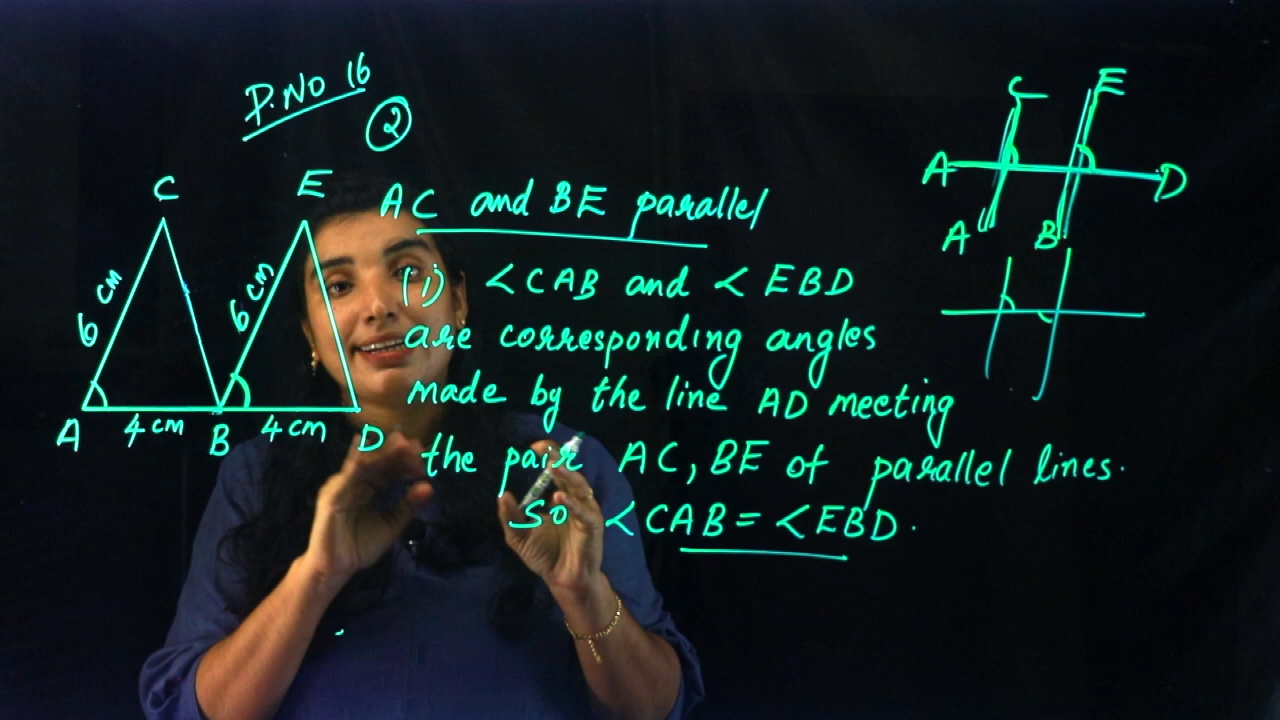 P.NO 16
2
C E
6 cm 6 cm
A 4 cm B 4 cm D
AC and BE parallel
(i) <CAB and <EBD
are corresponding angles
made by the line AD meeting
the pair AC, BE of parallel lines.
so <CAB = <EBD.
C E
A D
A B